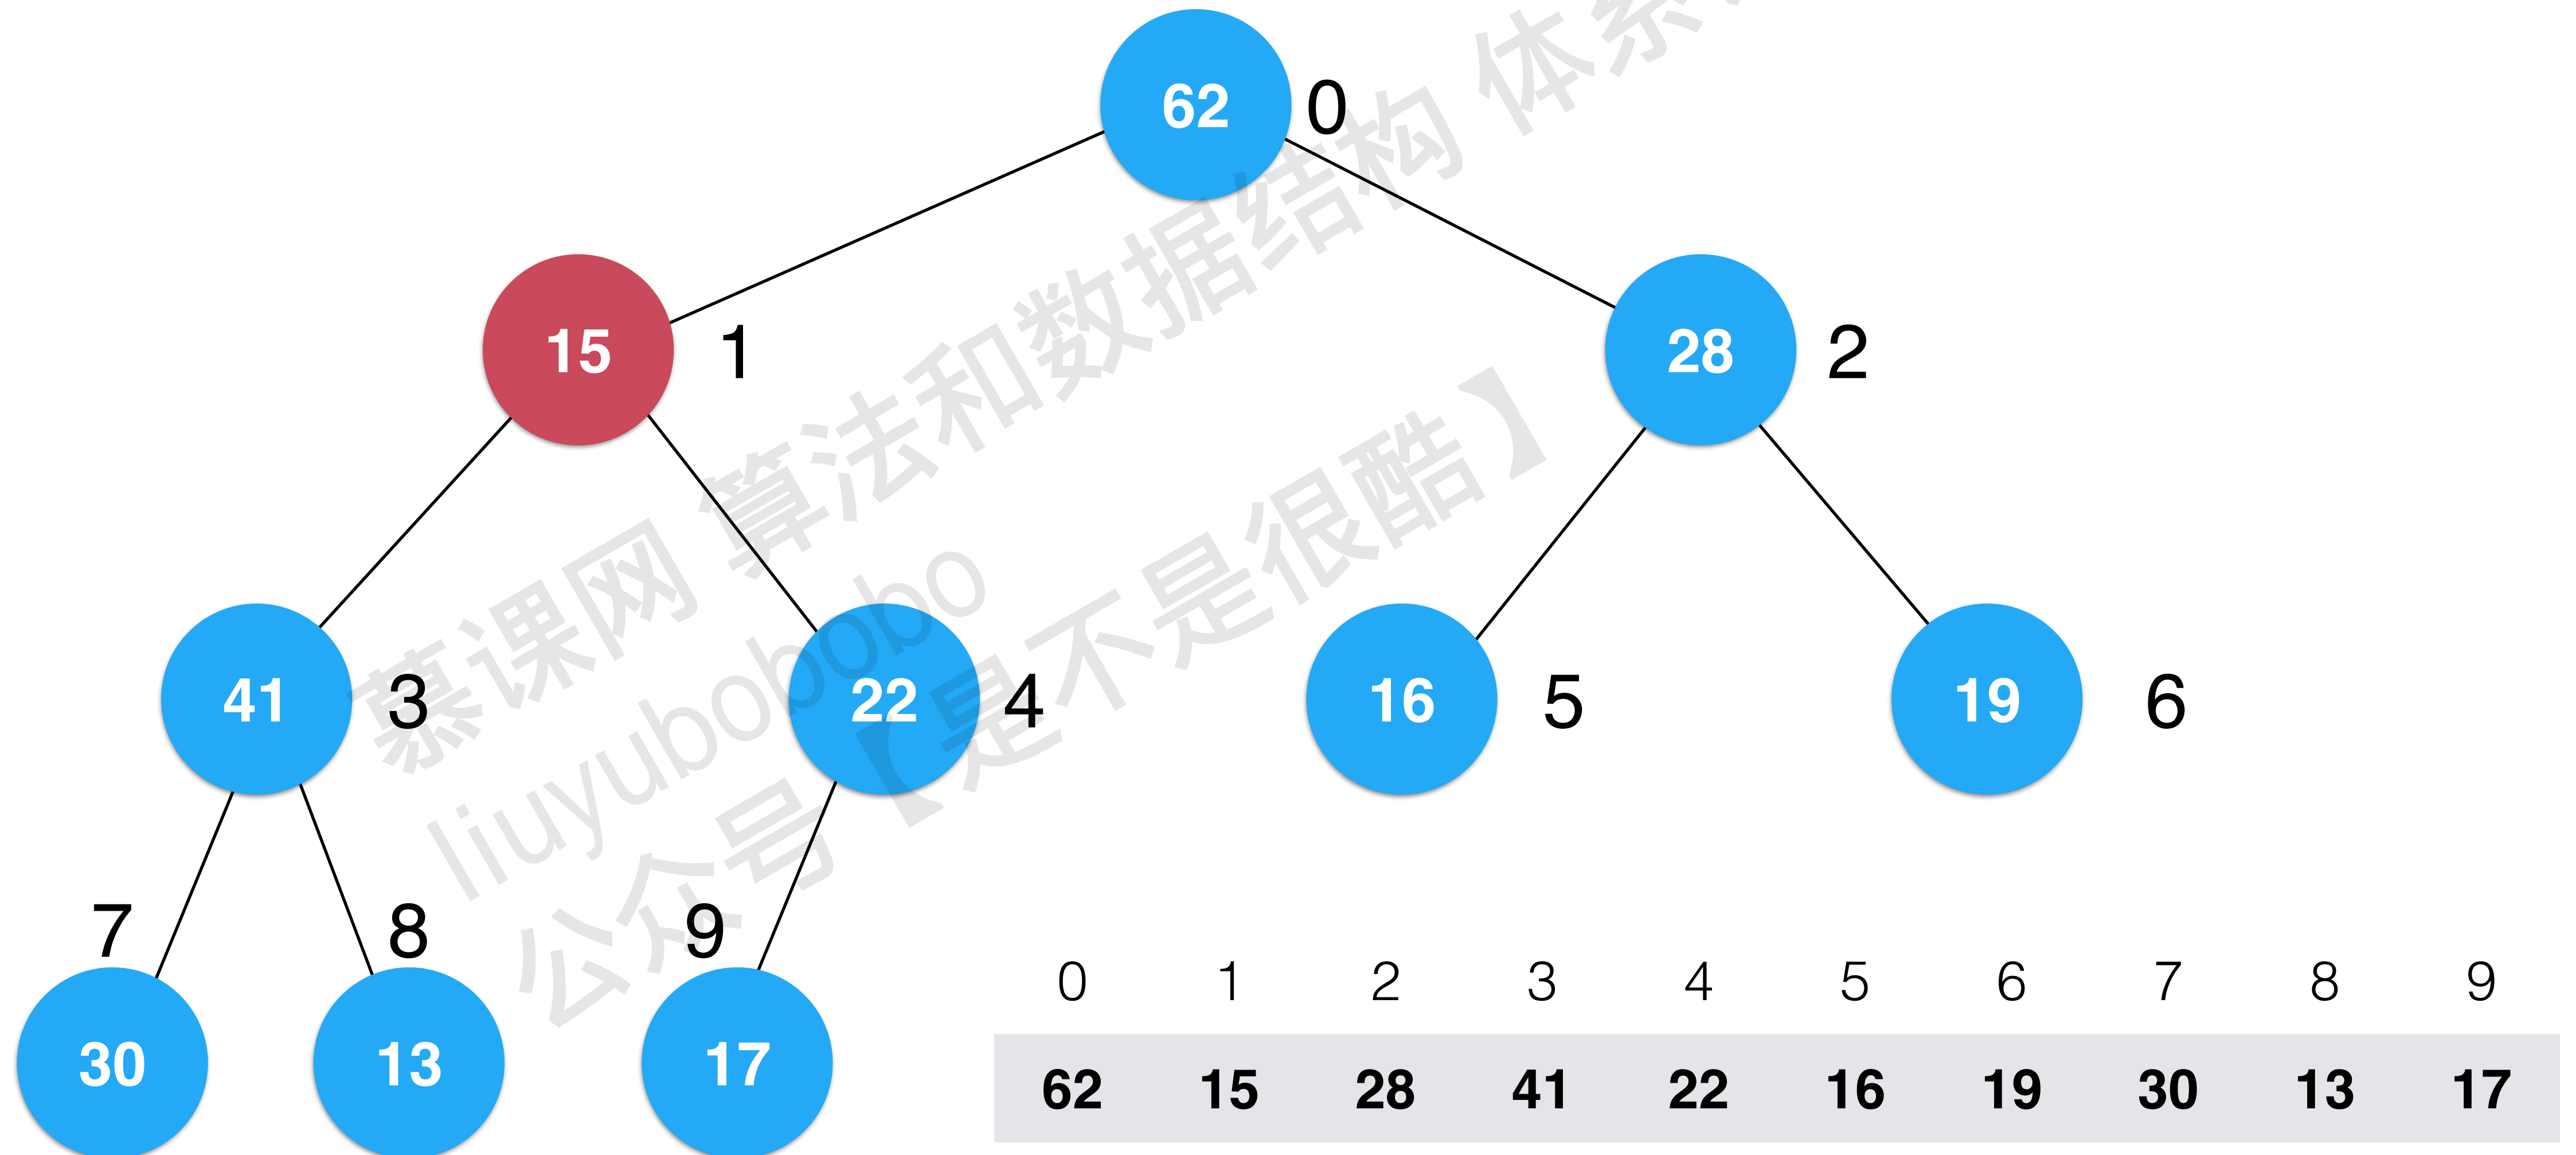 62 0
15 1 28 2
41 3 22 4 16 5 19 6
7 8 9
30 13 17
0 1 2 3 4 5 6 7 8 9
62 15 28 41 22 16 19 30 13 17
慕课网 算法和数据结构 体系
liuyubobobo
公众号【是不是很酷】